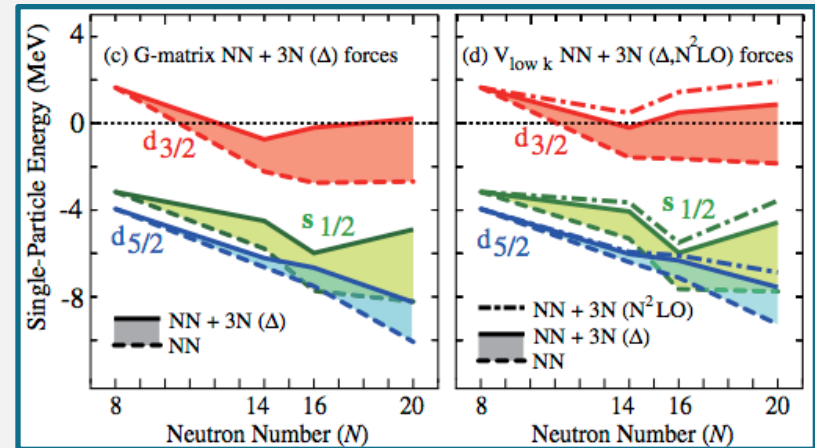 Single-Particle Energy (MeV)
4
0
-4
-8
(c) G-matrix NN + 3N (Δ) forces
d3/2
s1/2
d5/2
NN + 3N (Δ)
NN
8
14
16
20
Neutron Number (N)
(d) Vlow k NN + 3N (Δ,N²LO) forces
d3/2
s1/2
d5/2
NN + 3N (N²LO)
NN + 3N (Δ)
NN
8
14
16
20
Neutron Number (N)